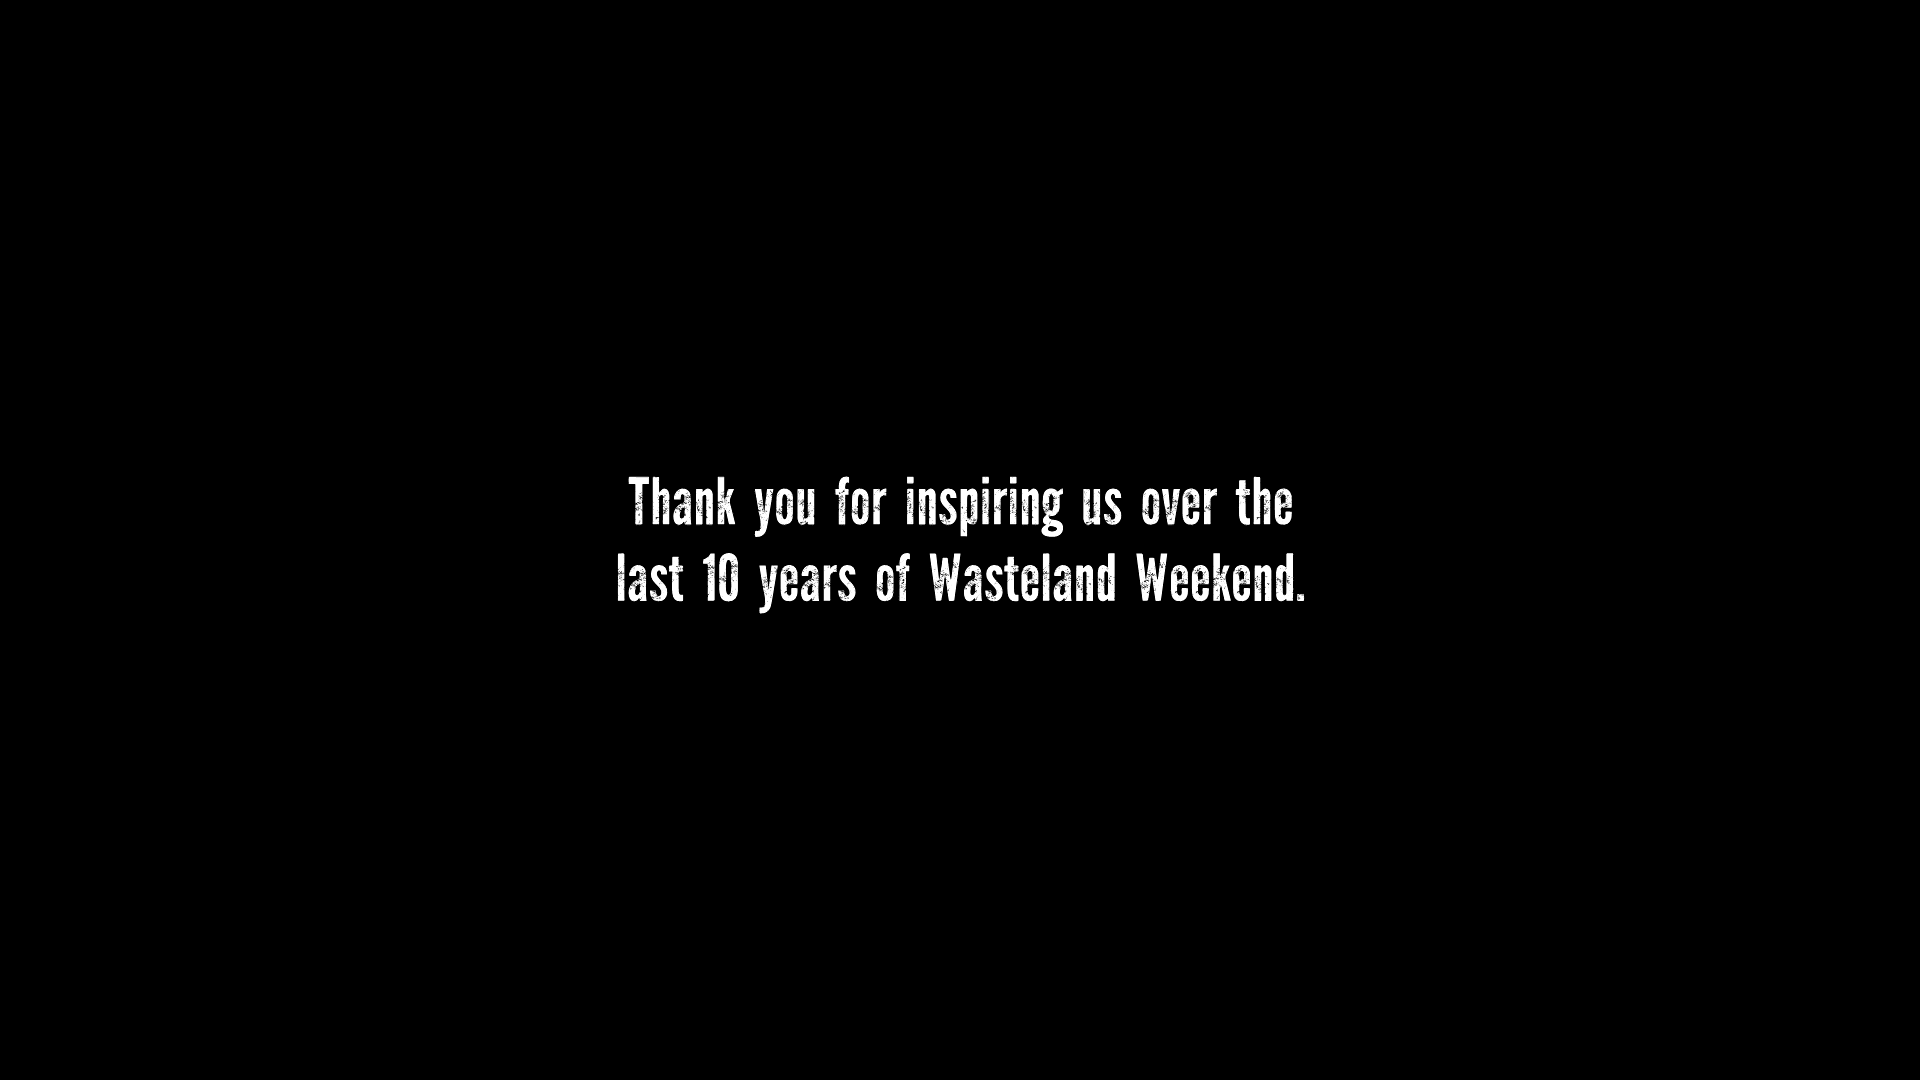 Thank you for inspiring us over the
last 10 years of Wasteland Weekend.